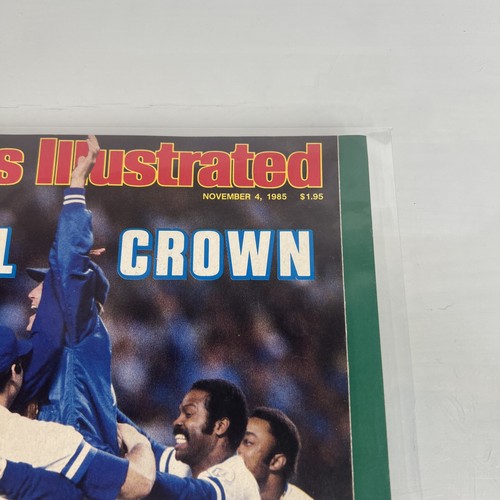 s Illustrated
NOVEMBER 4, 1985 $1.95
L CROWN